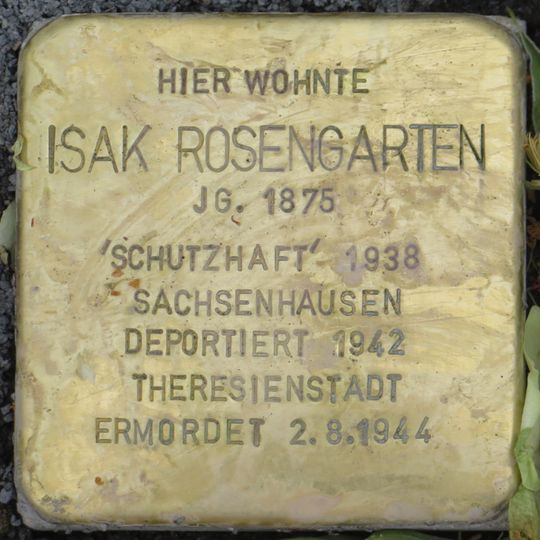 HIER WOHNTE
ISAK ROSENGARTEN
JG. 1875
'SCHUTZHAFT' 1938
SACHSENHAUSEN
DEPORTIERT 1942
THERESIENSTADT
ERMORDET 2.8.1944